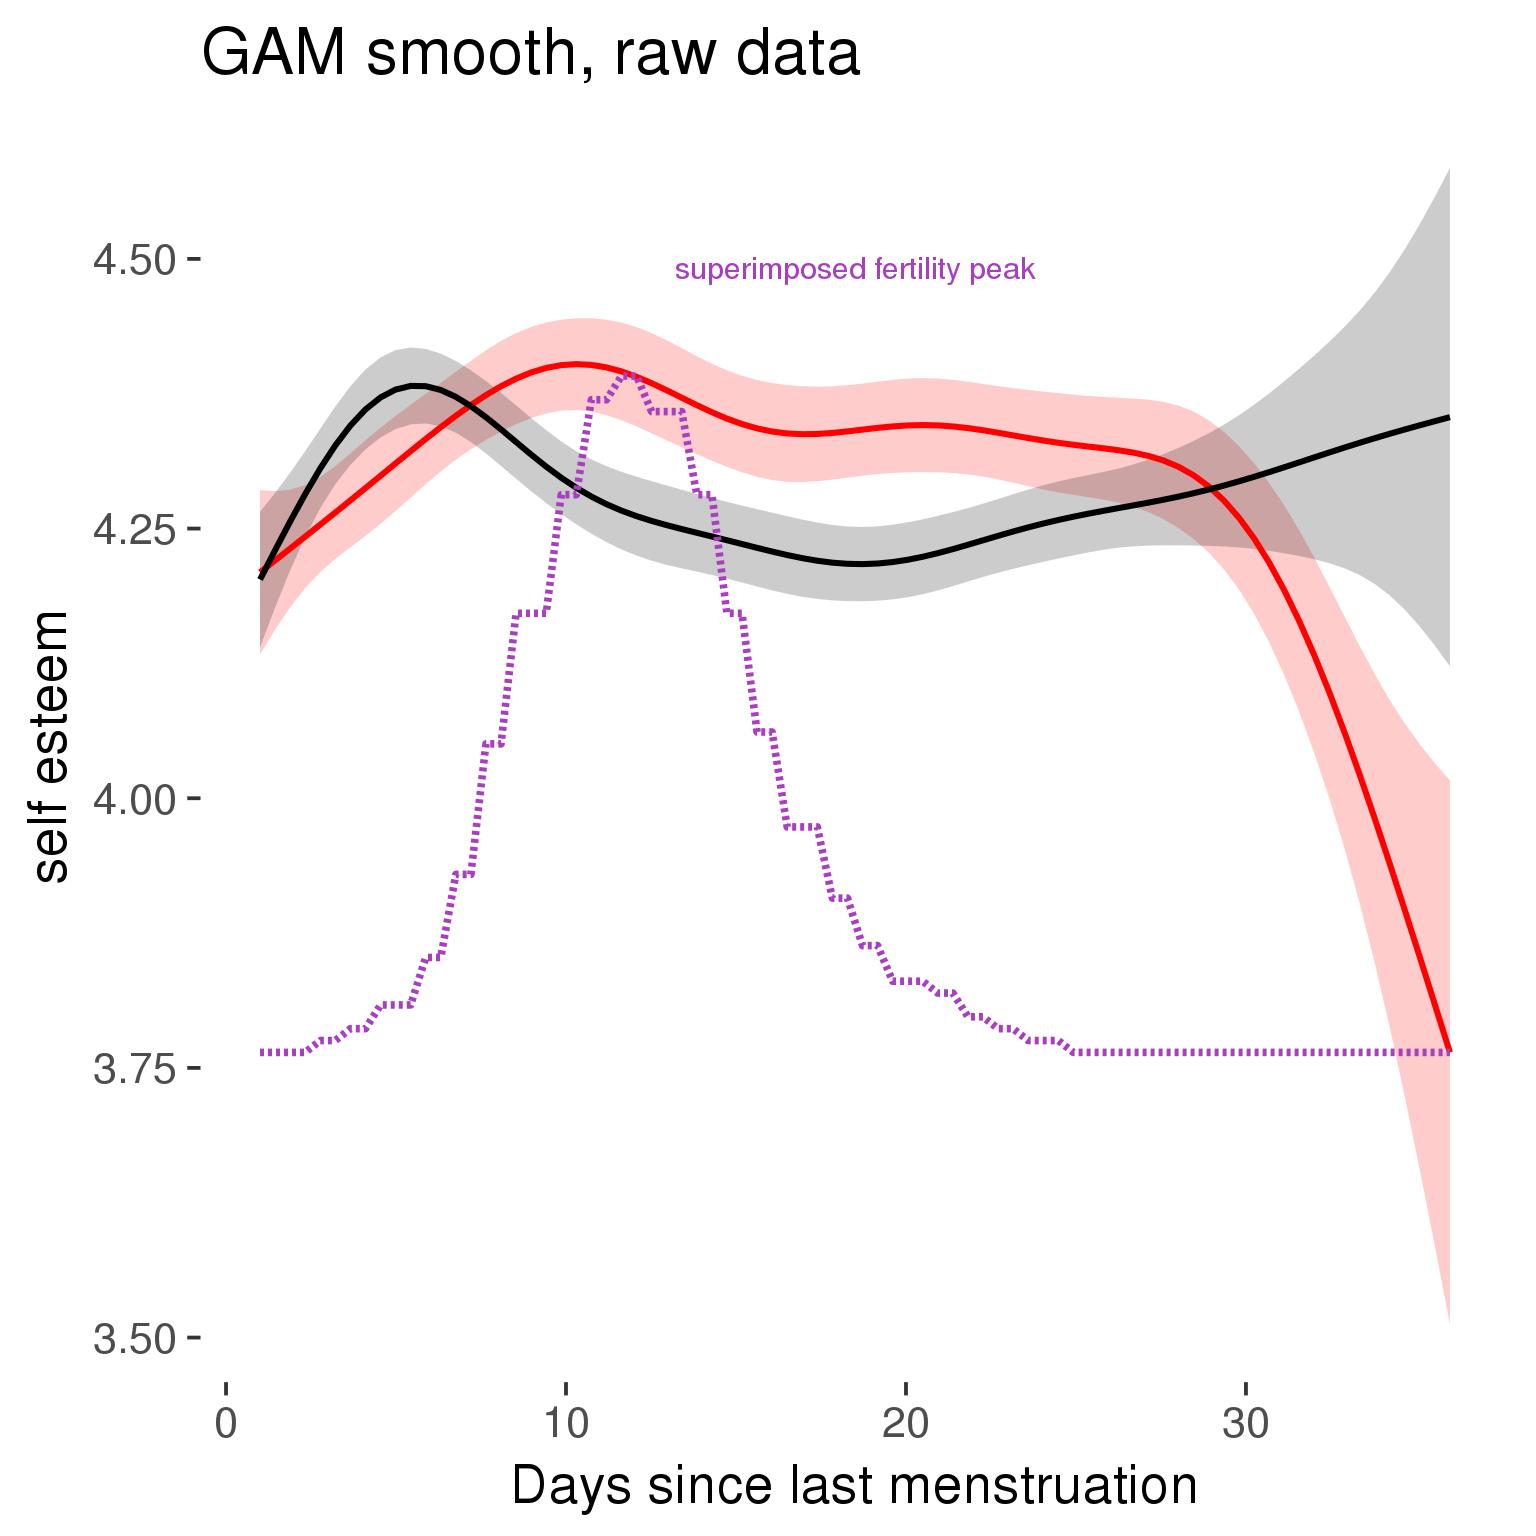 GAM smooth, raw data
superimposed fertility peak
4.50
4.25
4.00
3.75
3.50
self esteem
0 10 20 30
Days since last menstruation